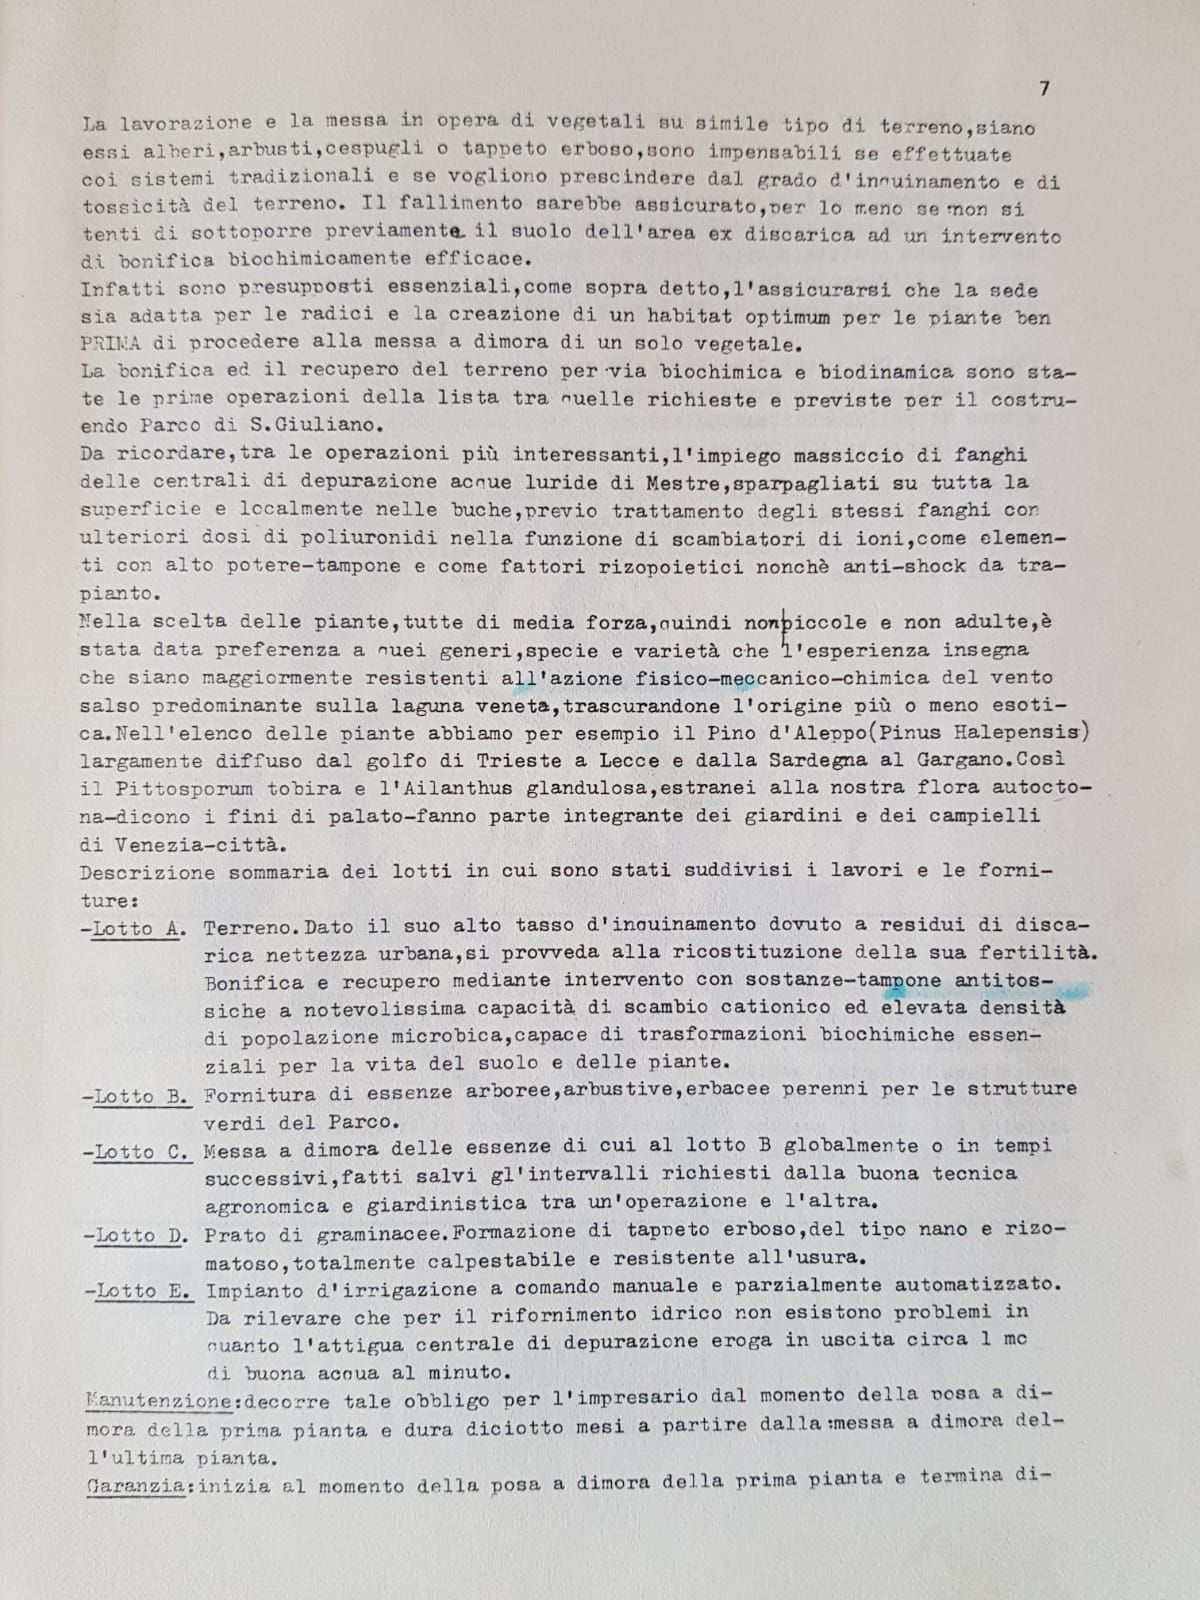 7
La lavorazione e la messa in opera di vegetali su simile tipo di terreno,siano
essi alberi,arbusti,cespugli o tappeto erboso,sono impensabili se effettuate
coi sistemi tradizionali e se vogliono prescindere dal grado d'inquinamento e di
tossicità del terreno. Il fallimento sarebbe assicurato,per lo meno se non si
tenti di sottoporre previamente il suolo dell'area ex discarica ad un intervento
di bonifica biochimicamente efficace.
Infatti sono presupposti essenziali,come sopra detto,l'assicurarsi che la sede
sia adatta per le radici e la creazione di un habitat optimum per le piante ben
PRIMA di procedere alla messa a dimora di un solo vegetale.
La bonifica ed il recupero del terreno per via biochimica e biodinamica sono sta-
te le prime operazioni della lista tra quelle richieste e previste per il costru-
endo Parco di S.Giuliano.
Da ricordare,tra le operazioni più interessanti,l'impiego massiccio di fanghi
delle centrali di depurazione acque luride di Mestre,sparpagliati su tutta la
superficie e localmente nelle buche,previo trattamento degli stessi fanghi con
ulteriori dosi di poliuronidi nella funzione di scambiatori di ioni,come elemen-
ti con alto potere-tampone e come fattori rizopoietici nonchè anti-shock da tra-
pianto.
Nella scelta delle piante,tutte di media forza,quindi non piccole e non adulte,è
stata data preferenza a quei generi,specie e varietà che l'esperienza insegna
che siano maggiormente resistenti all'azione fisico-meccanico-chimica del vento
salso predominante sulla laguna veneta,trascurandone l'origine più o meno esoti-
ca.Nell'elenco delle piante abbiamo per esempio il Pino d'Aleppo(Pinus Halepensis)
largamente diffuso dal golfo di Trieste a Lecce e dalla Sardegna al Gargano.Così
il Pittosporum tobira e l'Ailanthus glandulosa,estranei alla nostra flora autocto-
na-dicono i fini di palato-fanno parte integrante dei giardini e dei campielli
di Venezia-città.
Descrizione sommaria dei lotti in cui sono stati suddivisi i lavori e le forni-
ture:
-Lotto A. Terreno.Dato il suo alto tasso d'inquinamento dovuto a residui di disca-
rica nettezza urbana,si provveda alla ricostituzione della sua fertilità.
Bonifica e recupero mediante intervento con sostanze-tampone antitos-
siche a notevolissima capacità di scambio cationico ed elevata densità
di popolazione microbica,capace di trasformazioni biochimiche essen-
ziali per la vita del suolo e delle piante.
-Lotto B. Fornitura di essenze arboree,arbustive,erbacee perenni per le strutture
verdi del Parco.
-Lotto C. Messa a dimora delle essenze di cui al lotto B globalmente o in tempi
successivi,fatti salvi gl'intervalli richiesti dalla buona tecnica
agronomica e giardinistica tra un'operazione e l'altra.
-Lotto D. Prato di graminacee.Formazione di tappeto erboso,del tipo nano e rizo-
matoso,totalmente calpestabile e resistente all'usura.
-Lotto E. Impianto d'irrigazione a comando manuale e parzialmente automatizzato.
Da rilevare che per il rifornimento idrico non esistono problemi in
quanto l'attigua centrale di depurazione eroga in uscita circa 1 mc
di buona acqua al minuto.
Manutenzione:decorre tale obbligo per l'impresario dal momento della posa a di-
mora della prima pianta e dura diciotto mesi a partire dalla messa a dimora del-
l'ultima pianta.
Garanzia:inizia al momento della posa a dimora della prima pianta e termina di-